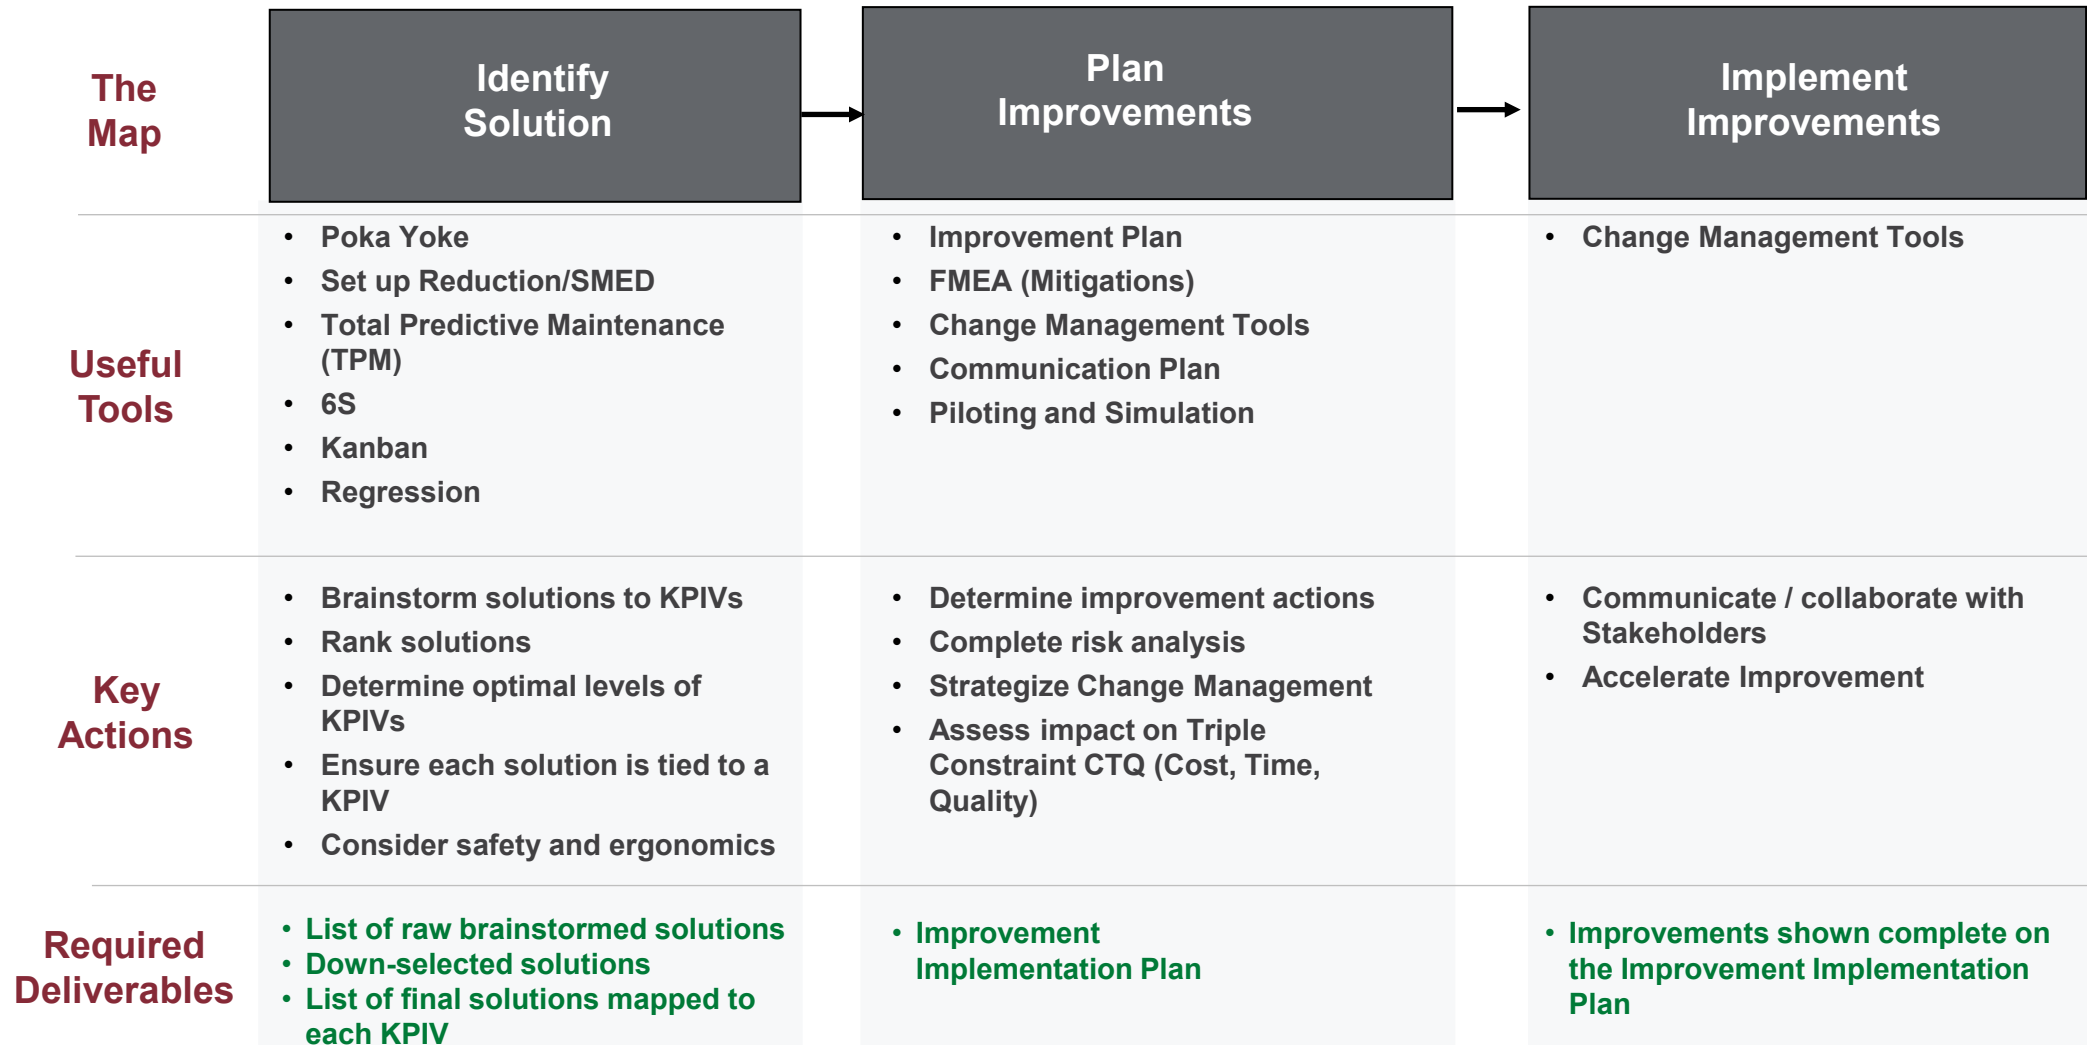 The
Map
Identify
Solution
Plan
Improvements
Implement
Improvements
Useful
Tools
• Poka Yoke
• Set up Reduction/SMED
• Total Predictive Maintenance
(TPM)
• 6S
• Kanban
• Regression
• Improvement Plan
• FMEA (Mitigations)
• Change Management Tools
• Communication Plan
• Piloting and Simulation
• Change Management Tools
Key
Actions
• Brainstorm solutions to KPIVs
• Rank solutions
• Determine optimal levels of
KPIVs
• Ensure each solution is tied to a
KPIV
• Consider safety and ergonomics
• Determine improvement actions
• Complete risk analysis
• Strategize Change Management
• Assess impact on Triple
Constraint CTQ (Cost, Time,
Quality)
• Communicate / collaborate with
Stakeholders
• Accelerate Improvement
Required
Deliverables
• List of raw brainstormed solutions
• Down-selected solutions
• List of final solutions mapped to
each KPIV
• Improvement
Implementation Plan
• Improvements shown complete on
the Improvement Implementation
Plan